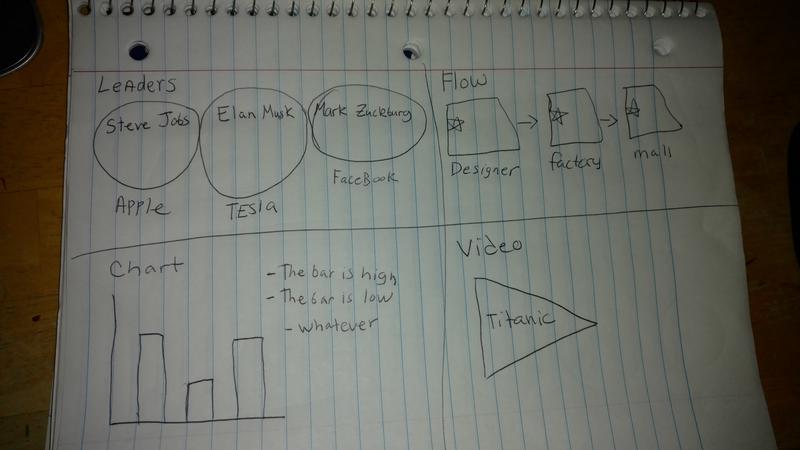 Leaders
Steve Jobs
Elan Musk
Mark Zuckburg
Apple
Tesla
FaceBook
Flow
Designer
factory
mall
Chart
- The bar is high
- The bar is low
- whatever
Video
Titanic